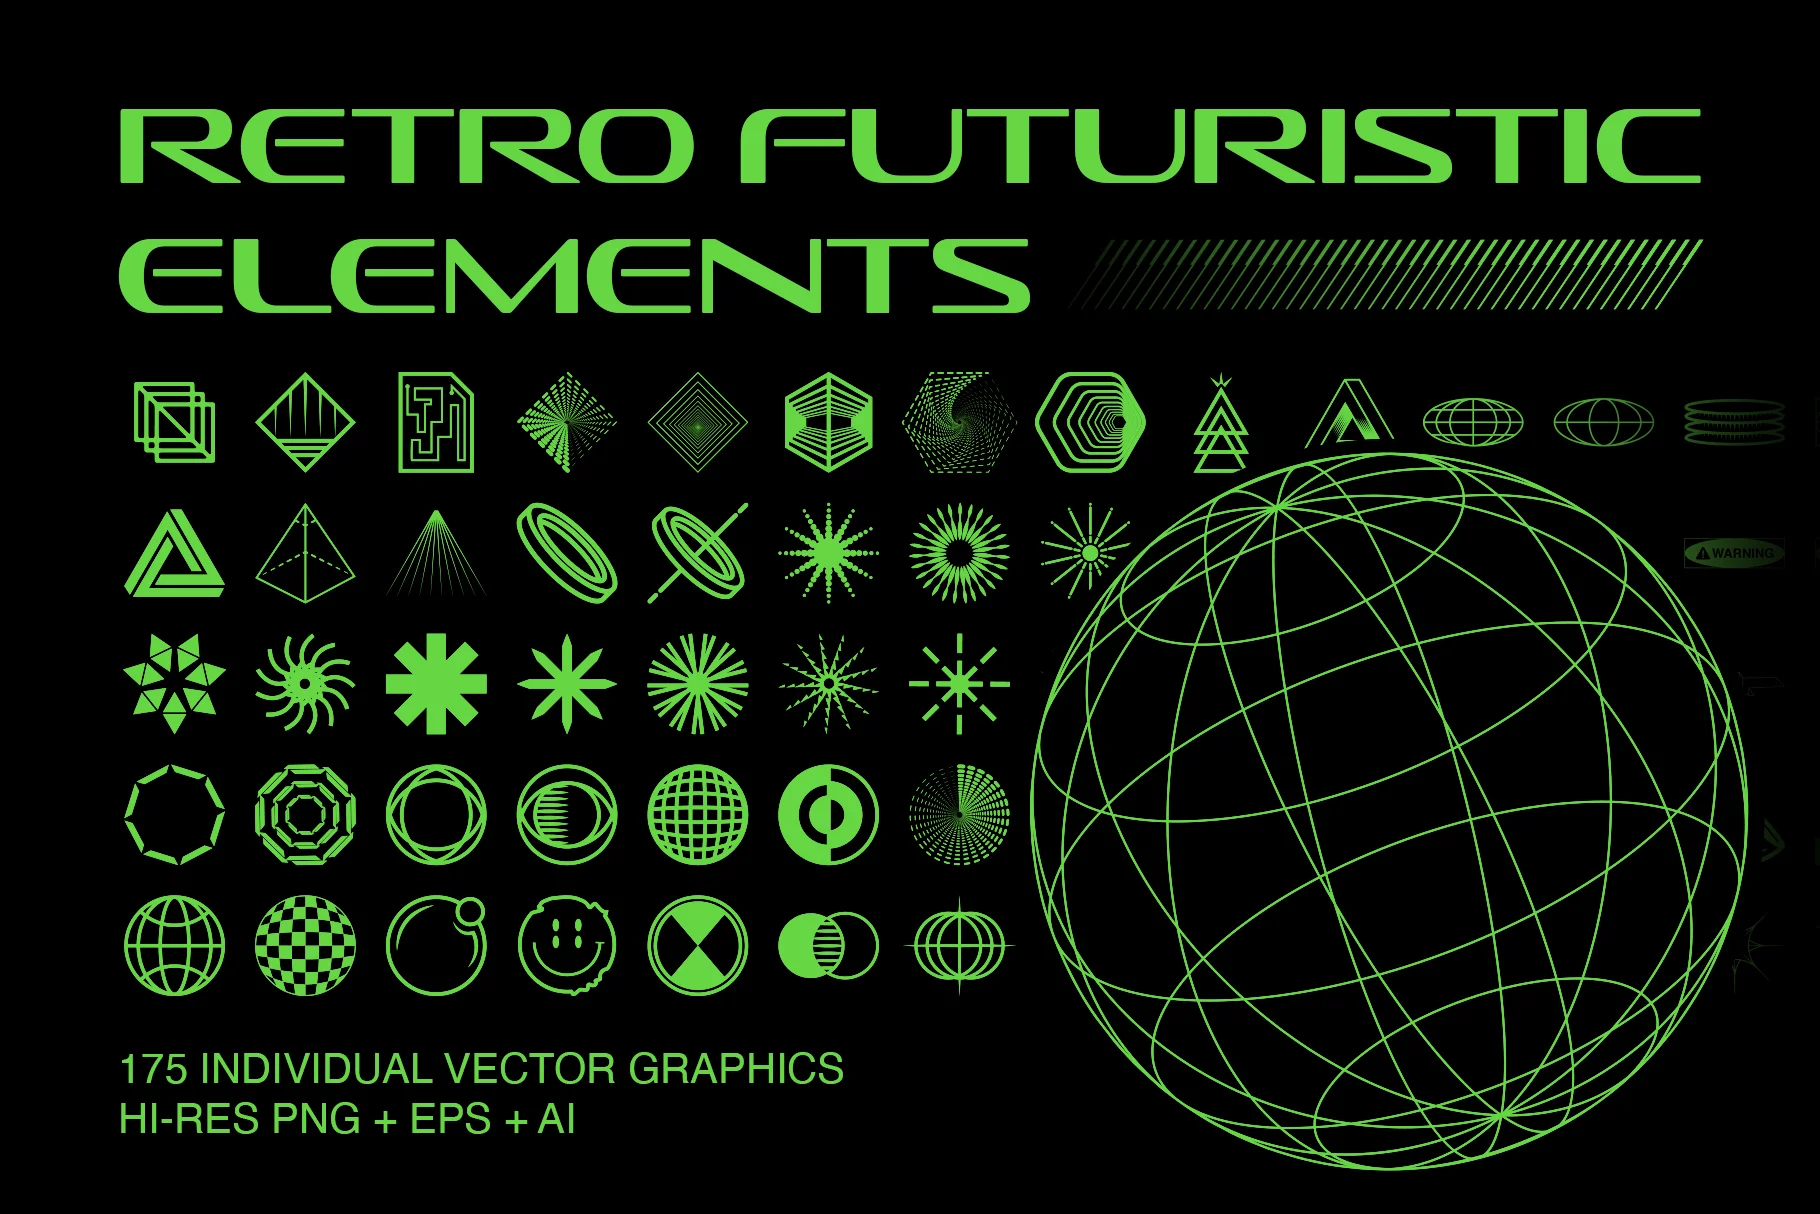 RETRO FUTURISTIC
ELEMENTS
WARNING
175 INDIVIDUAL VECTOR GRAPHICS
HI-RES PNG + EPS + AI